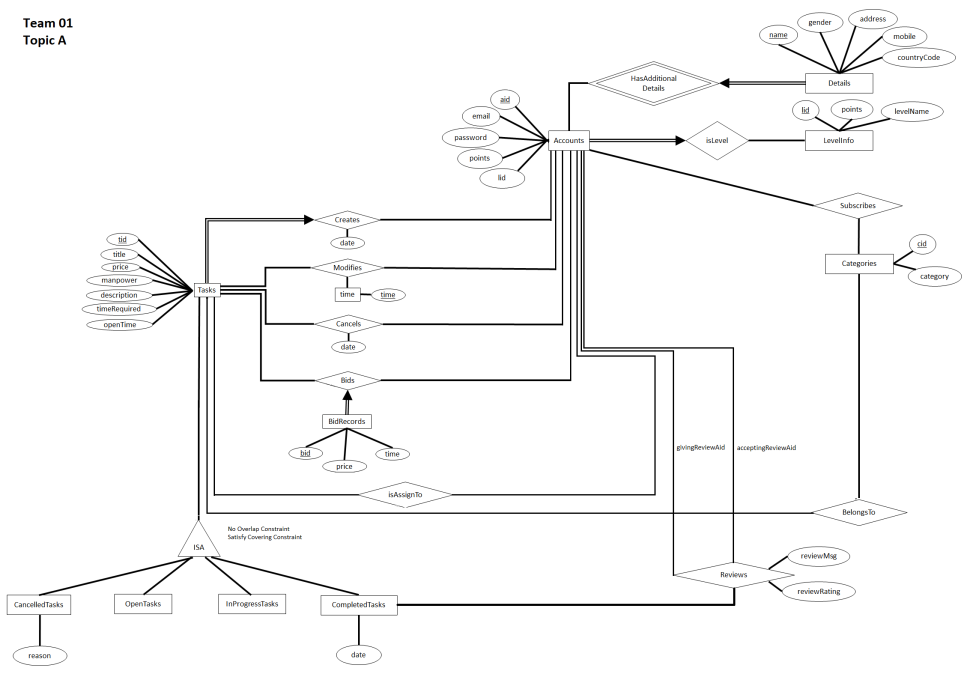 Team 01
Topic A
name
gender
address
mobile
countryCode
HasAdditional
Details
Details
aid
email
password
points
lid
Accounts
isLevel
lid
points
levelName
LevelInfo
Subscribes
Creates
date
Categories
cid
category
tid
title
price
manpower
description
timeRequired
openTime
Tasks
Modifies
time
time
Cancels
date
Bids
BidRecords
bid
price
time
givingReviewAid
acceptingReviewAid
isAssignTo
BelongsTo
No Overlap Constraint
Satisfy Covering Constraint
ISA
Reviews
reviewMsg
reviewRating
CancelledTasks
OpenTasks
InProgressTasks
CompletedTasks
reason
date